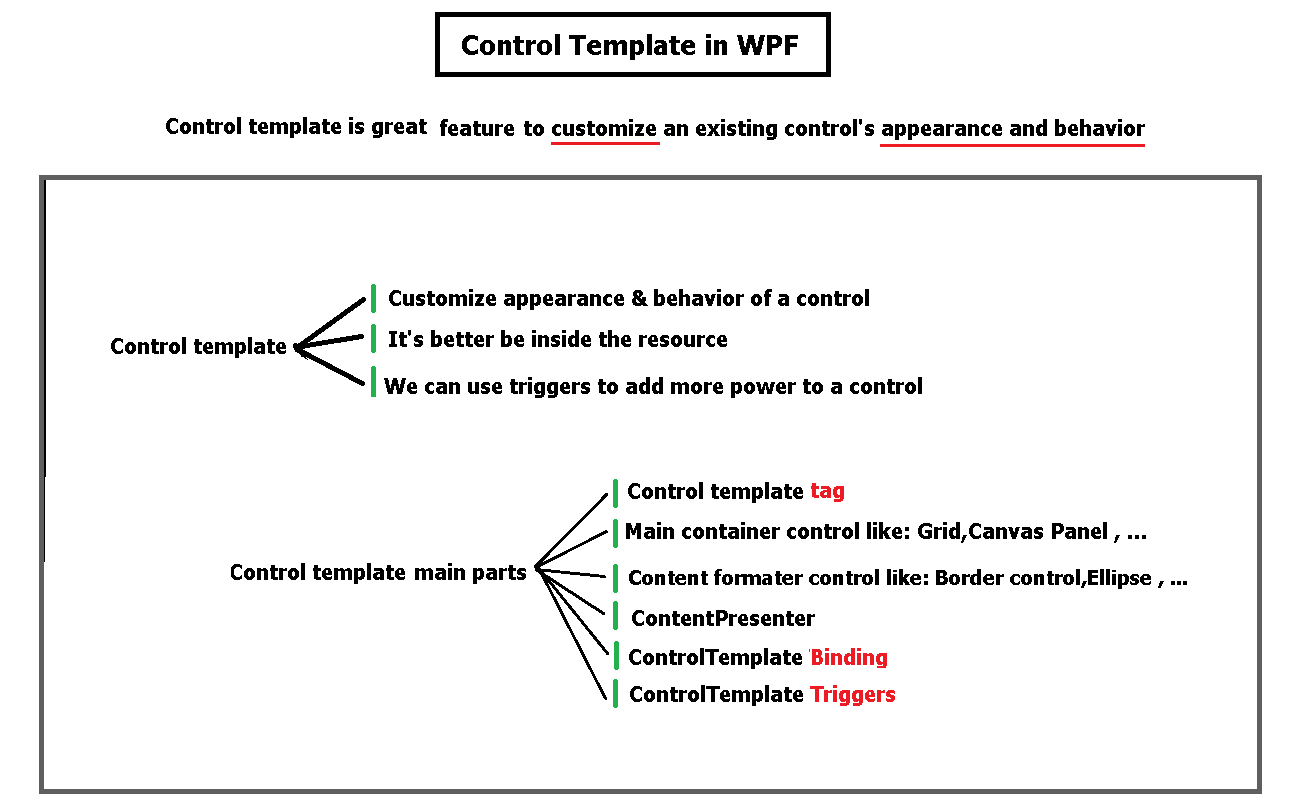 Control Template in WPF
Control template is great feature to customize an existing control's appearance and behavior
Customize appearance & behavior of a control
Control template
It's better be inside the resource
We can use triggers to add more power to a control
Control template tag
Main container control like: Grid,Canvas Panel , ...
Control template main parts
Content formater control like: Border control,Ellipse , ...
ContentPresenter
ControlTemplate Binding
ControlTemplate Triggers